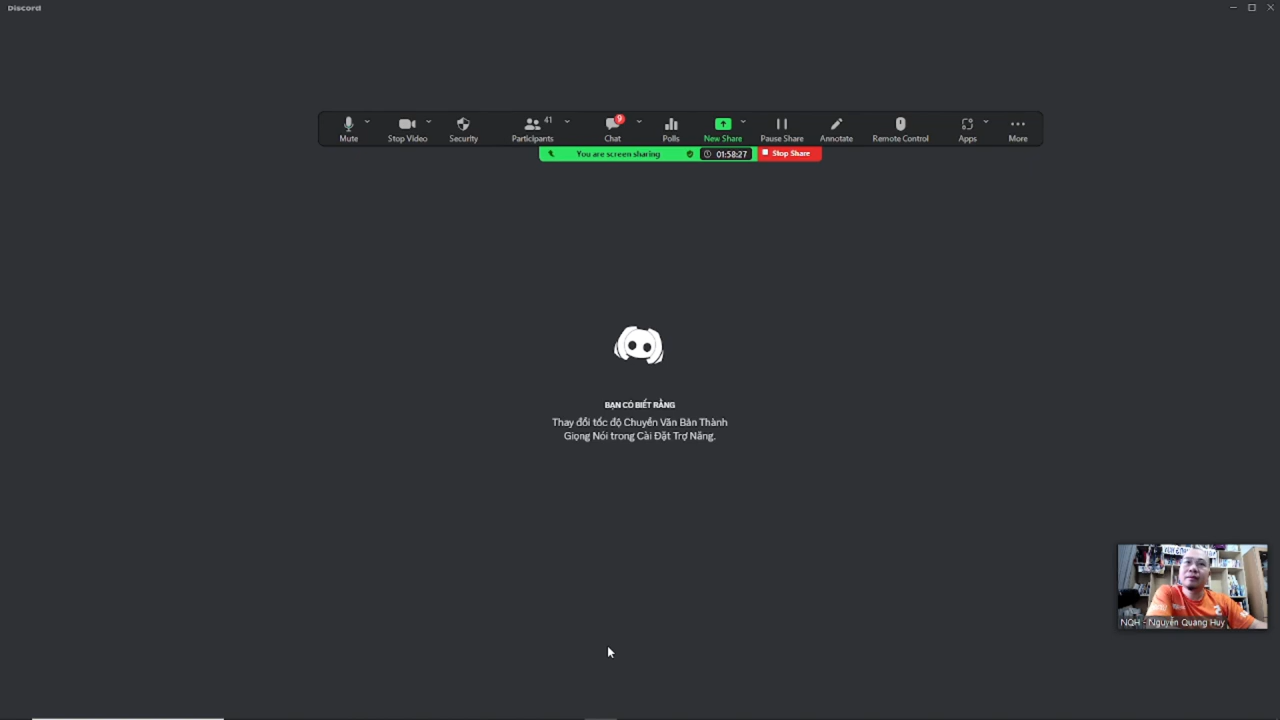 Discord
Mute
Stop Video
Security
Participants
41
Chat
9
Polls
New Share
Pause Share
Annotate
Remote Control
Apps
More
You are screen sharing
01:58:27
Stop Share
BẠN CÓ BIẾT RẰNG
Thay đổi tốc độ Chuyển Văn Bản Thành
Giọng Nói trong Cài Đặt Trợ Năng.
NQH - Nguyễn Quang Huy